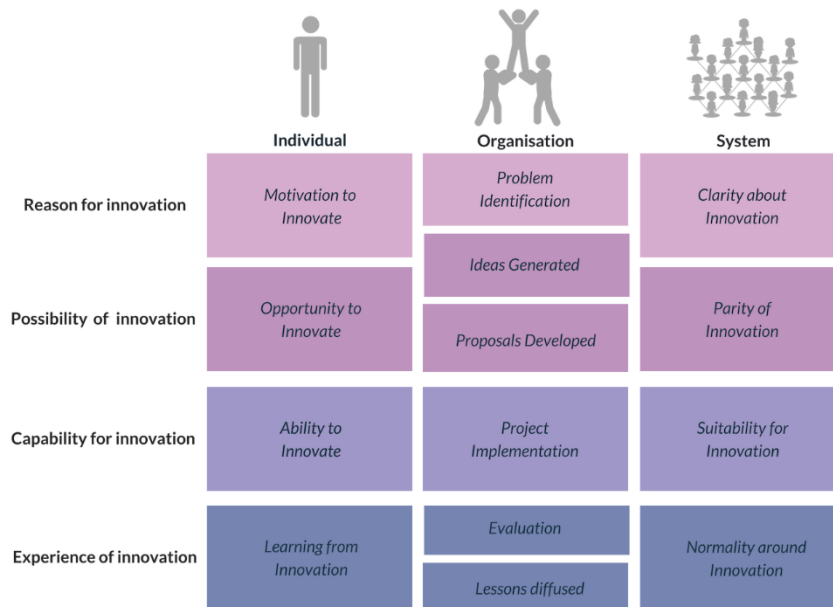 Individual
Organisation
System
Reason for innovation
Motivation to
Innovate
Problem
Identification
Clarity about
Innovation
Ideas Generated
Possibility of innovation
Opportunity to
Innovate
Proposals Developed
Parity of
Innovation
Capability for innovation
Ability to
Innovate
Project
Implementation
Suitability for
Innovation
Experience of innovation
Learning from
Innovation
Evaluation
Lessons diffused
Normality around
Innovation